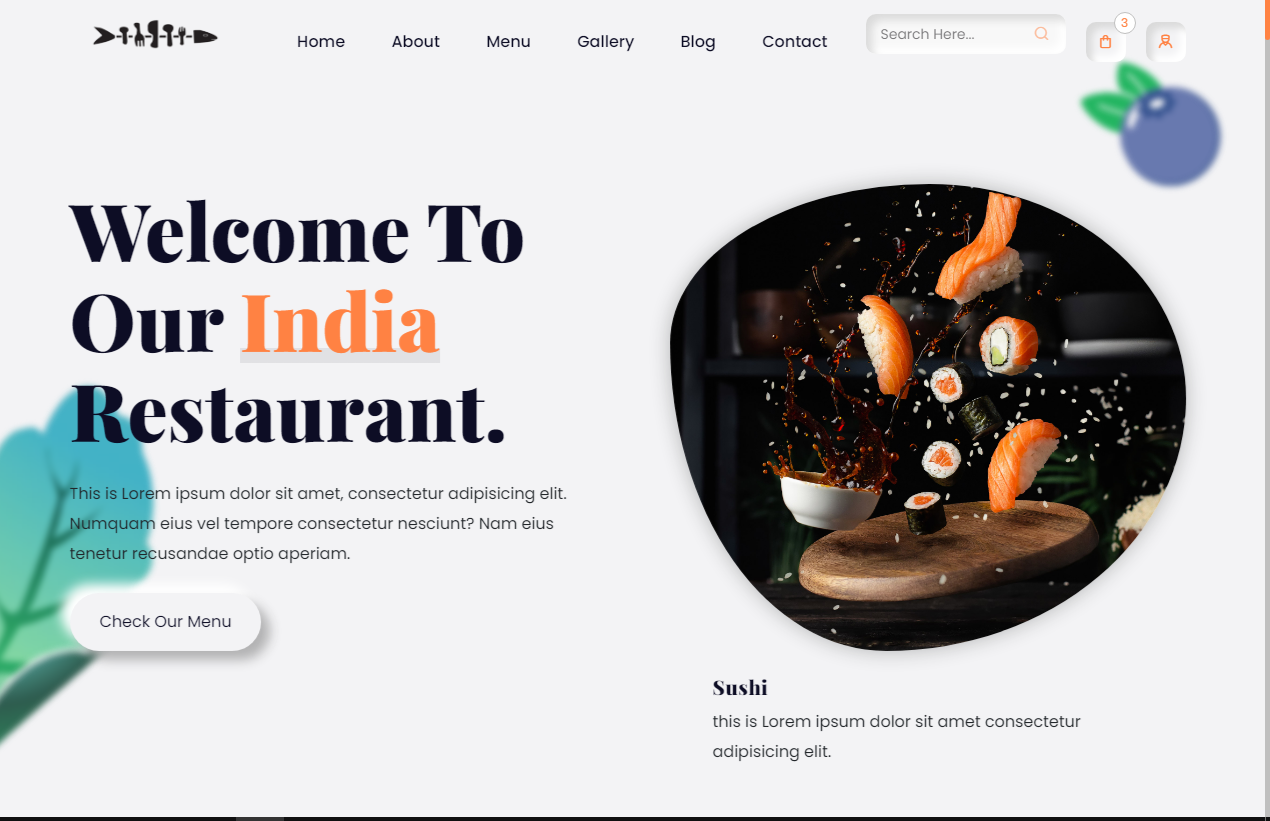 Home About Menu Gallery Blog Contact Search Here... 3
Welcome To
Our India
Restaurant.
This is Lorem ipsum dolor sit amet, consectetur adipisicing elit.
Numquam eius vel tempore consectetur nesciunt? Nam eius
tenetur recusandae optio aperiam.
Check Our Menu
Sushi
this is Lorem ipsum dolor sit amet consectetur
adipisicing elit.